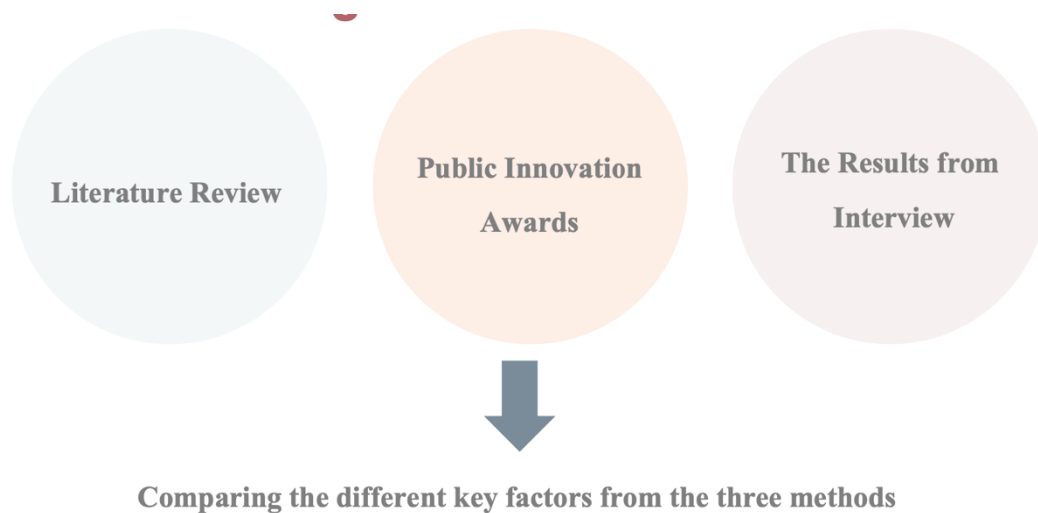 Literature Review
Public Innovation
Awards
The Results from
Interview
Comparing the different key factors from the three methods